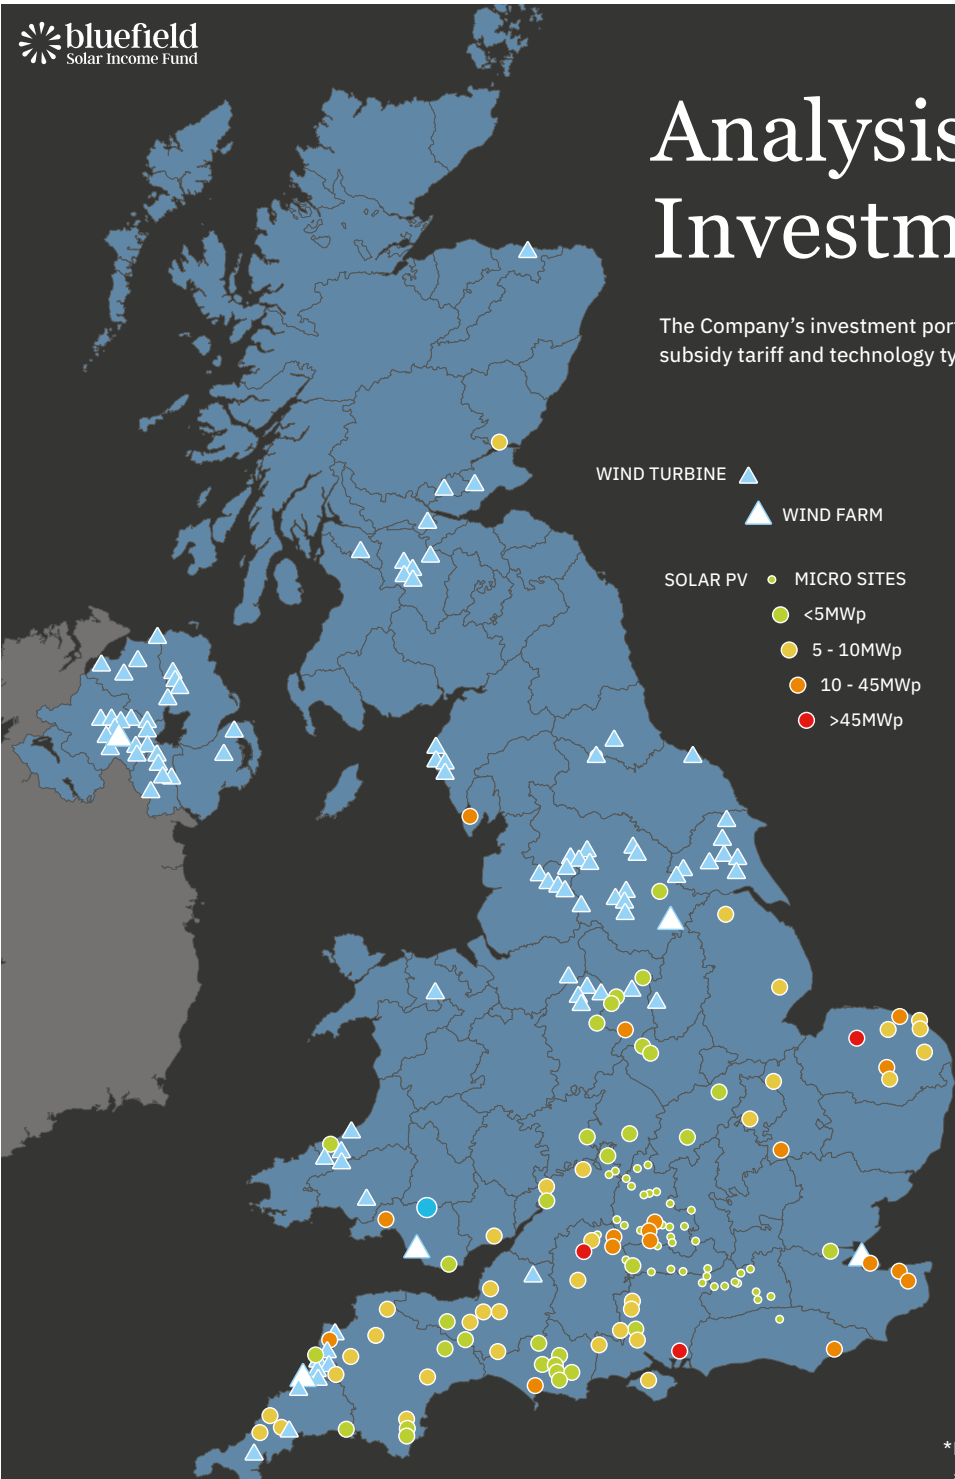 bluefield
Solar Income Fund
Analysis
Investm
The Company's investment por
subsidy tariff and technology ty
WIND TURBINE
WIND FARM
SOLAR PV
MICRO SITES
<5MWp
5 - 10MWp
10 - 45MWp
>45MWp
*